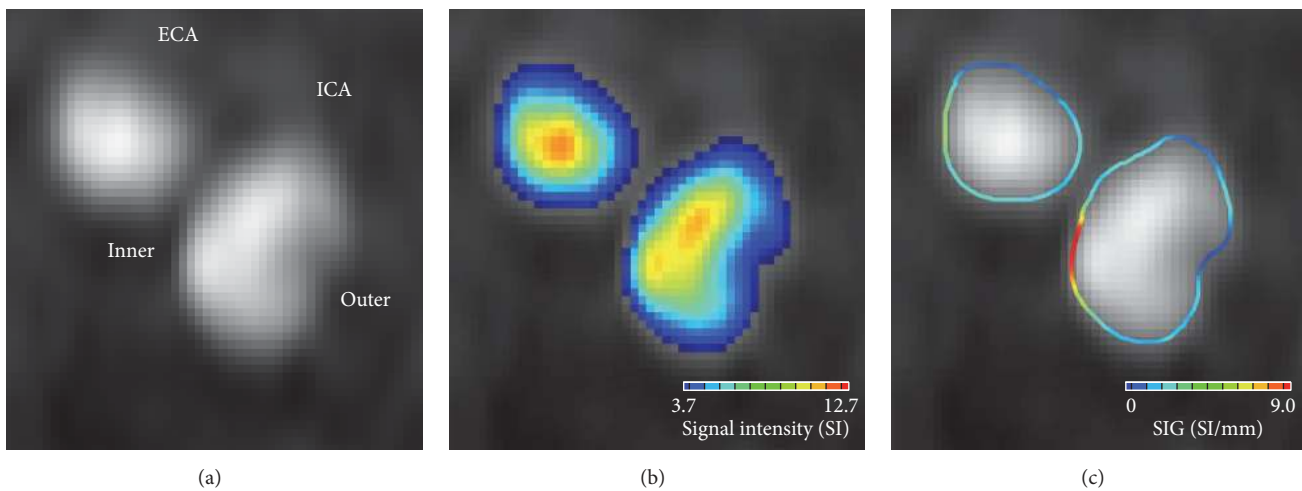 ECA
ICA
Inner
Outer
3.7 12.7
Signal intensity (SI)
0 9.0
SIG (SI/mm)
(a) (b) (c)